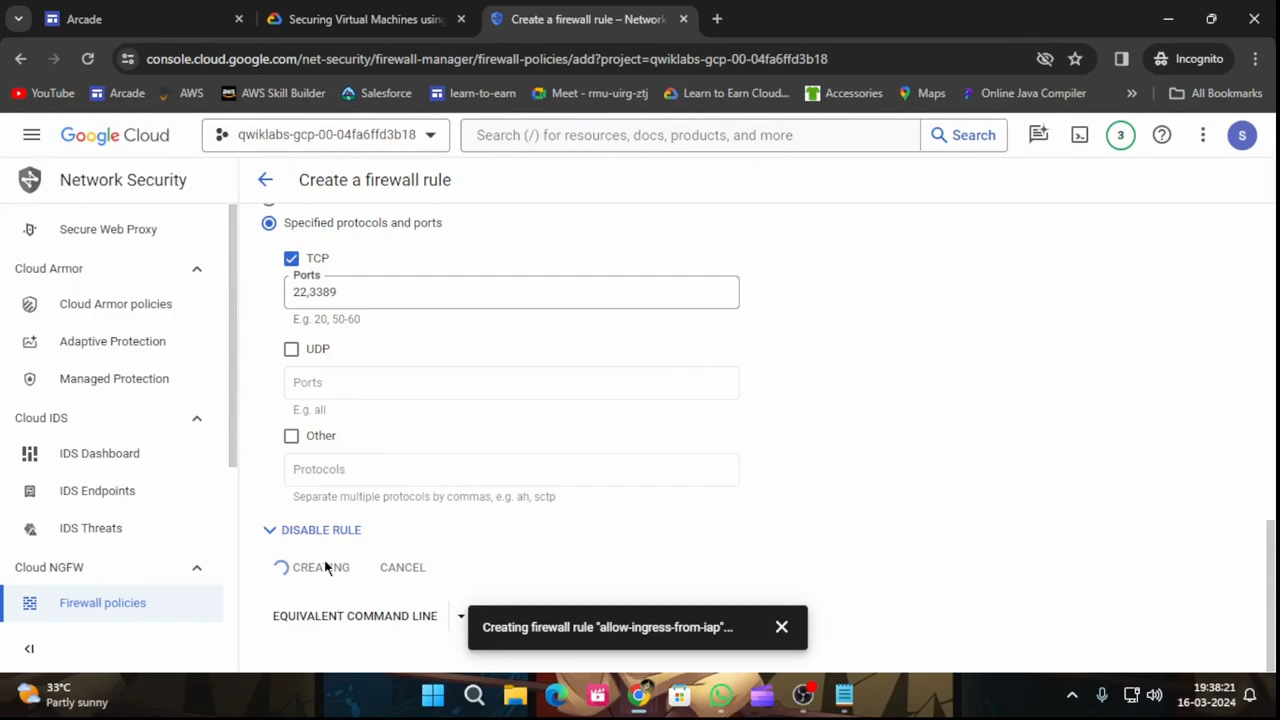 Arcade
Securing Virtual Machines using
Create a firewall rule – Network
console.cloud.google.com/net-security/firewall-manager/firewall-policies/add?project=qwiklabs-gcp-00-04fa6ffd3b18
Incognito
YouTube
Arcade
AWS
AWS Skill Builder
Salesforce
learn-to-earn
Meet - rmu-uirg-ztj
Learn to Earn Cloud...
Accessories
Maps
Online Java Compiler
All Bookmarks
Google Cloud
qwiklabs-gcp-00-04fa6ffd3b18
Search (/) for resources, docs, products, and more
Search
3
S
Network Security
Create a firewall rule
Secure Web Proxy
Cloud Armor
Cloud Armor policies
Adaptive Protection
Managed Protection
Cloud IDS
IDS Dashboard
IDS Endpoints
IDS Threats
Cloud NGFW
Firewall policies
Specified protocols and ports
TCP
Ports
22,3389
E.g. 20, 50-60
UDP
Ports
E.g. all
Other
Protocols
Separate multiple protocols by commas, e.g. ah, sctp
DISABLE RULE
CREATING
CANCEL
EQUIVALENT COMMAND LINE
Creating firewall rule "allow-ingress-from-iap"...
33°C
Partly sunny
19:38:21
16-03-2024